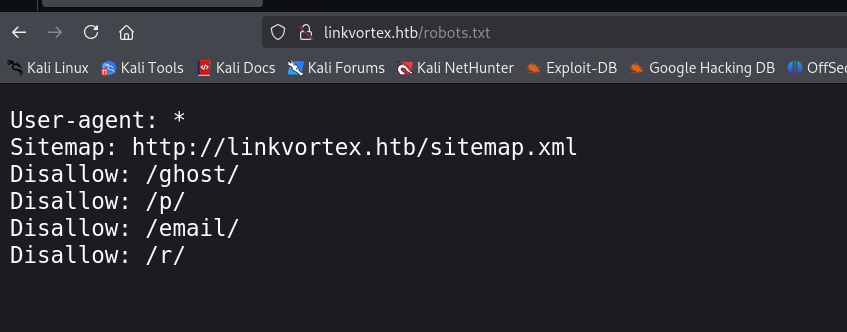 linkvortex.htb/robots.txt
Kali Linux Kali Tools Kali Docs Kali Forums Kali NetHunter Exploit-DB Google Hacking DB OffSec
User-agent: *
Sitemap: http://linkvortex.htb/sitemap.xml
Disallow: /ghost/
Disallow: /p/
Disallow: /email/
Disallow: /r/